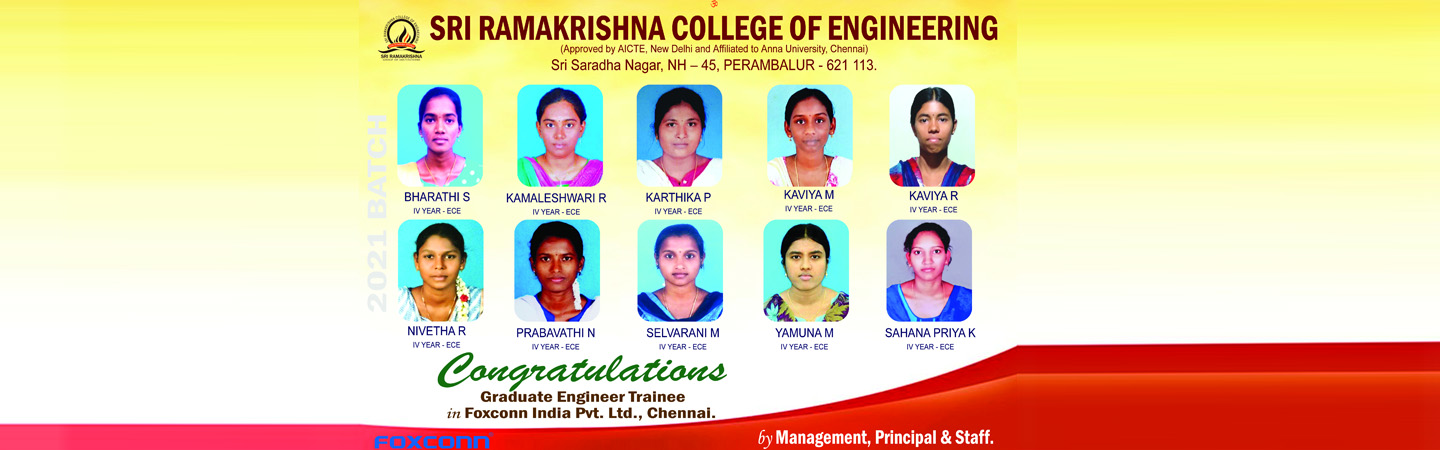 ॐ
SRI RAMAKRISHNA COLLEGE OF ENGINEERING
(Approved by AICTE, New Delhi and Affiliated to Anna University, Chennai)
SRI RAMAKRISHNA
Sri Saradha Nagar, NH – 45, PERAMBALUR - 621 113.
2021 BATCH
BHARATHI S
IV YEAR - ECE
KAMALESHWARI R
IV YEAR - ECE
KARTHIKA P
IV YEAR - ECE
KAVIYA M
IV YEAR - ECE
KAVIYA R
IV YEAR - ECE
NIVETHA R
IV YEAR - ECE
PRABAVATHI N
IV YEAR - ECE
SELVARANI M
IV YEAR - ECE
YAMUNA M
IV YEAR - ECE
SAHANA PRIYA K
IV YEAR - ECE
Congratulations
Graduate Engineer Trainee
in Foxconn India Pvt. Ltd., Chennai.
FOXCONN
by Management, Principal & Staff.